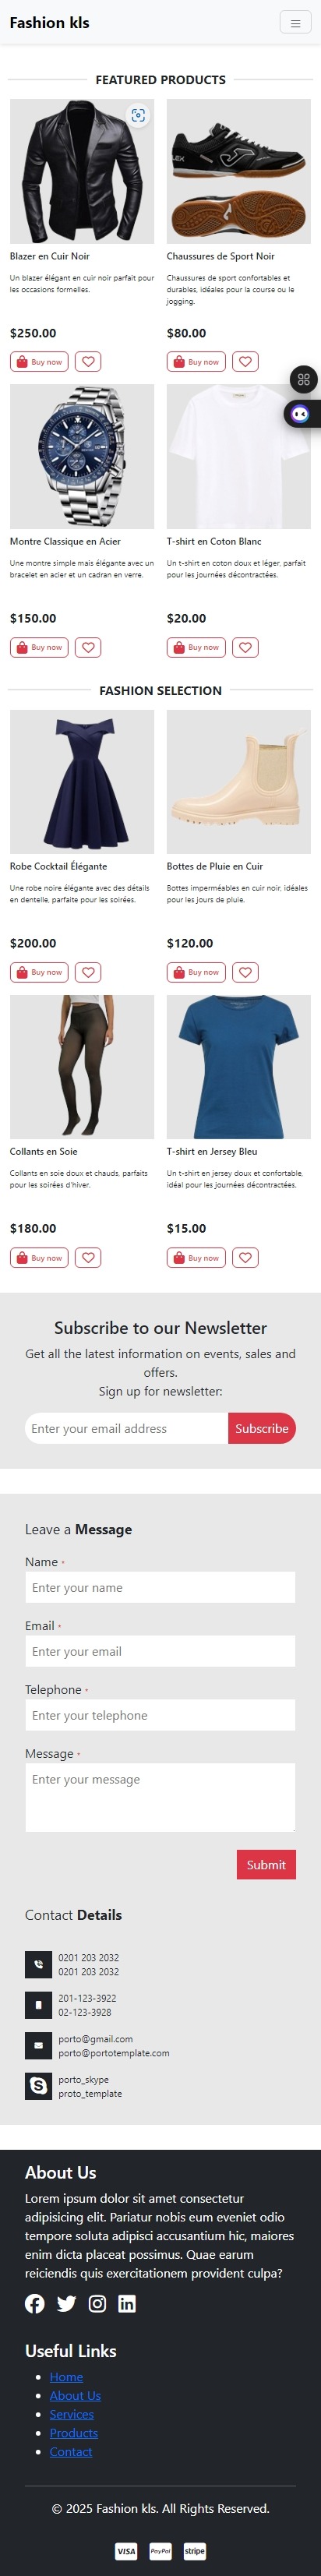 Fashion kls
FEATURED PRODUCTS
Blazer en Cuir Noir
Un blazer élégant en cuir noir parfait pour
les occasions formelles.
$250.00
Buy now
Chaussures de Sport Noir
Chaussures de sport confortables et
durables, idéales pour la course ou le
jogging.
$80.00
Buy now
Montre Classique en Acier
Une montre simple mais élégante avec un
bracelet en acier et un cadran en verre.
$150.00
Buy now
T-shirt en Coton Blanc
Un t-shirt en coton doux et léger, parfait
pour les journées décontractées.
$20.00
Buy now
FASHION SELECTION
Robe Cocktail Élégante
Une robe noire élégante avec des détails
en dentelle, parfaite pour les soirées.
$200.00
Buy now
Bottes de Pluie en Cuir
Bottes imperméables en cuir noir, idéales
pour les jours de pluie.
$120.00
Buy now
Collants en Soie
Collants en soie doux et chauds, parfaits
pour les soirées d'hiver.
$180.00
Buy now
T-shirt en Jersey Bleu
Un t-shirt en jersey doux et confortable,
idéal pour les journées décontractées.
$15.00
Buy now
Subscribe to our Newsletter
Get all the latest information on events, sales and
offers.
Sign up for newsletter:
Enter your email address
Subscribe
Leave a Message
Name *
Enter your name
Email *
Enter your email
Telephone *
Enter your telephone
Message *
Enter your message
Submit
Contact Details
0201 203 2032
0201 203 2032
201-123-3922
02-123-3928
porto@gmail.com
porto@portotemplate.com
porto_skype
proto_template
About Us
Lorem ipsum dolor sit amet consectetur
adipisicing elit. Pariatur nobis eum eveniet odio
tempore soluta adipisci accusantium hic, maiores
enim dicta placeat possimus. Quae earum
reiciendis quis exercitationem provident culpa?
Useful Links
Home
About Us
Services
Products
Contact
© 2025 Fashion kls. All Rights Reserved.
VISA
PayPal
stripe